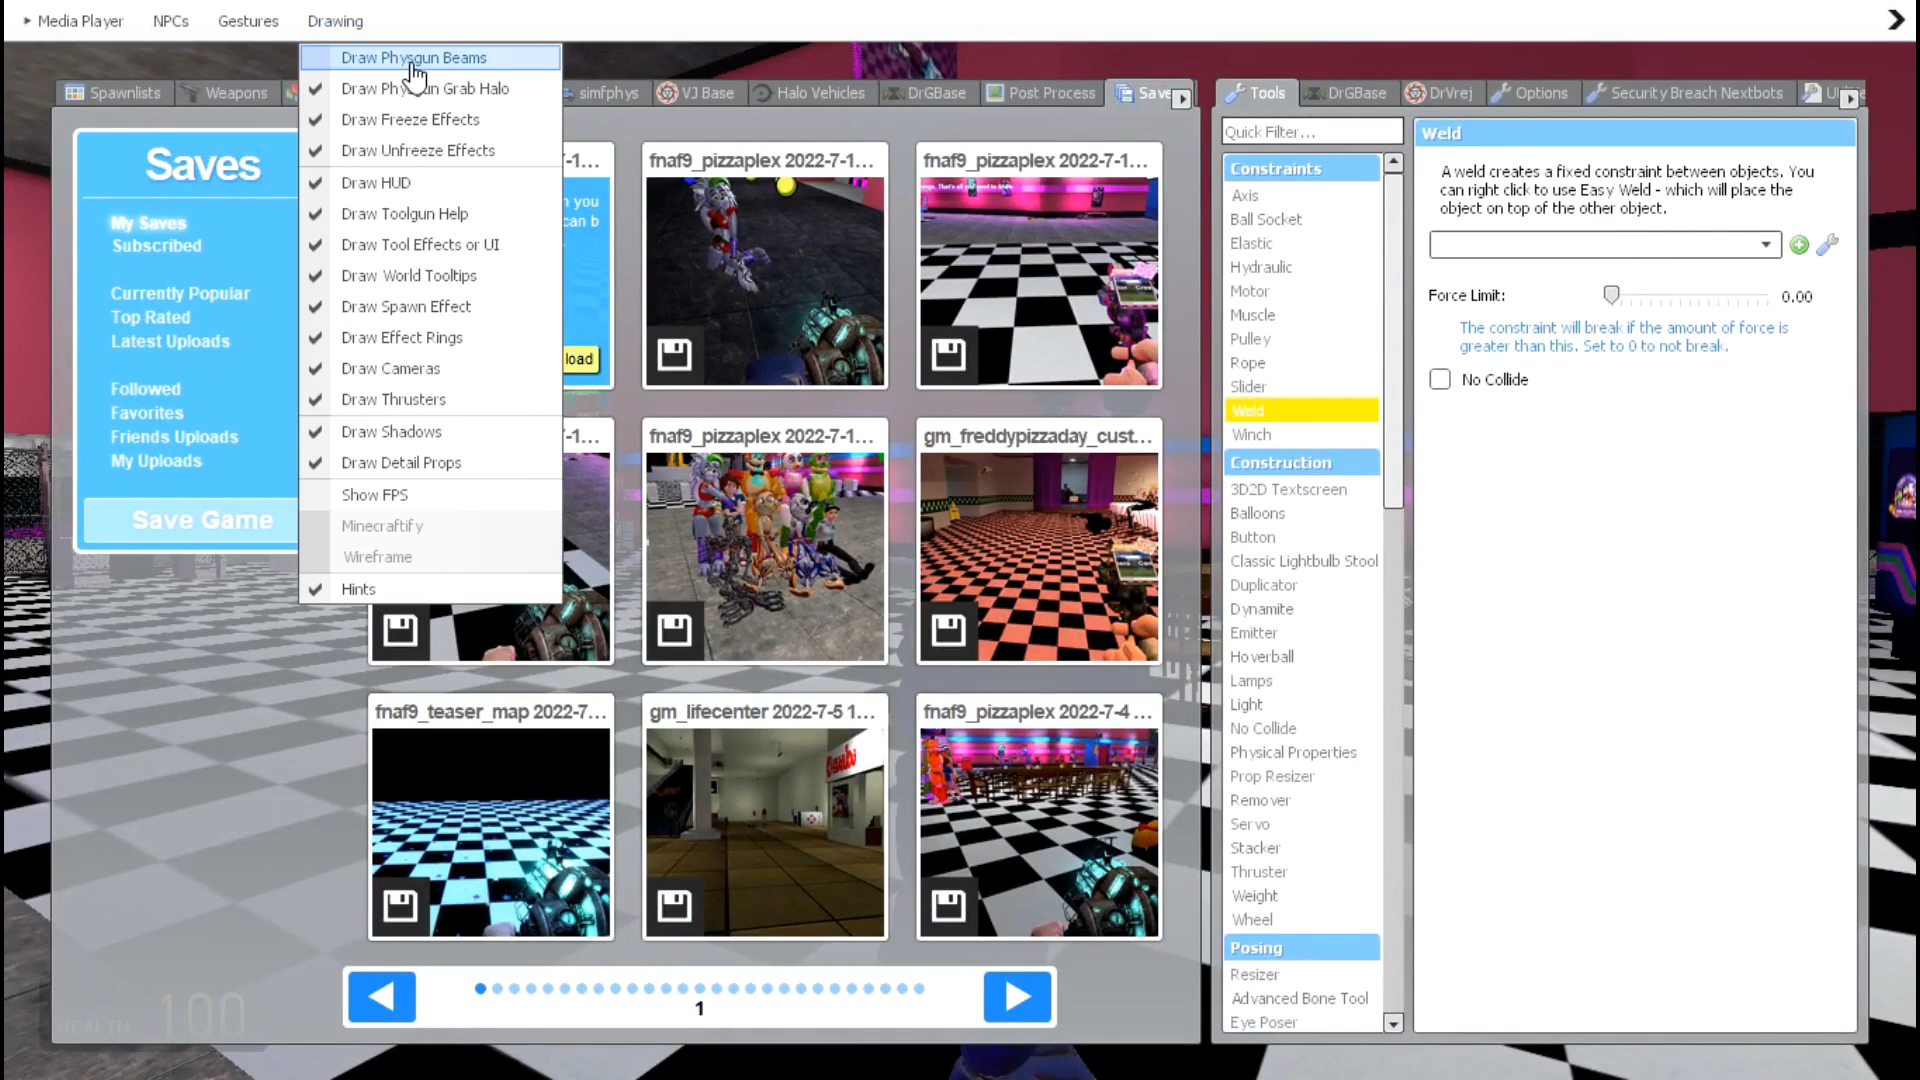 Media Player NPCs Gestures Drawing
Draw Physgun Beams
Draw Physgun Grab Halo
Draw Freeze Effects
Draw Unfreeze Effects
Draw HUD
Draw Toolgun Help
Draw Tool Effects or UI
Draw World Tooltips
Draw Spawn Effect
Draw Effect Rings
Draw Cameras
Draw Thrusters
Draw Shadows
Draw Detail Props
Show FPS
Minecraftify
Wireframe
Hints
Spawnlists Weapons simfphys VJ Base Halo Vehicles DrGBase Post Process Save
Saves
My Saves
Subscribed
Currently Popular
Top Rated
Latest Uploads
Followed
Favorites
Friends Uploads
My Uploads
Save Game
-1...
n you
can b
load
fnaf9_pizzaplex 2022-7-1...
fnaf9_pizzaplex 2022-7-1...
-1...
fnaf9_pizzaplex 2022-7-1...
gm_freddypizzaday_cust...
fnaf9_teaser_map 2022-7...
gm_lifecenter 2022-7-5 1...
fnaf9_pizzaplex 2022-7-4 ...
1
HEALTH 100
Tools DrGBase DrVrej Options Security Breach Nextbots
Quick Filter...
Constraints
Axis
Ball Socket
Elastic
Hydraulic
Motor
Muscle
Pulley
Rope
Slider
Weld
Winch
Construction
3D2D Textscreen
Balloons
Button
Classic Lightbulb Stool
Duplicator
Dynamite
Emitter
Hoverball
Lamps
Light
No Collide
Physical Properties
Prop Resizer
Remover
Servo
Stacker
Thruster
Weight
Wheel
Posing
Resizer
Advanced Bone Tool
Eye Poser
Weld
A weld creates a fixed constraint between objects. You
can right click to use Easy Weld - which will place the
object on top of the other object.
Force Limit: 0.00
The constraint will break if the amount of force is
greater than this. Set to 0 to not break.
No Collide